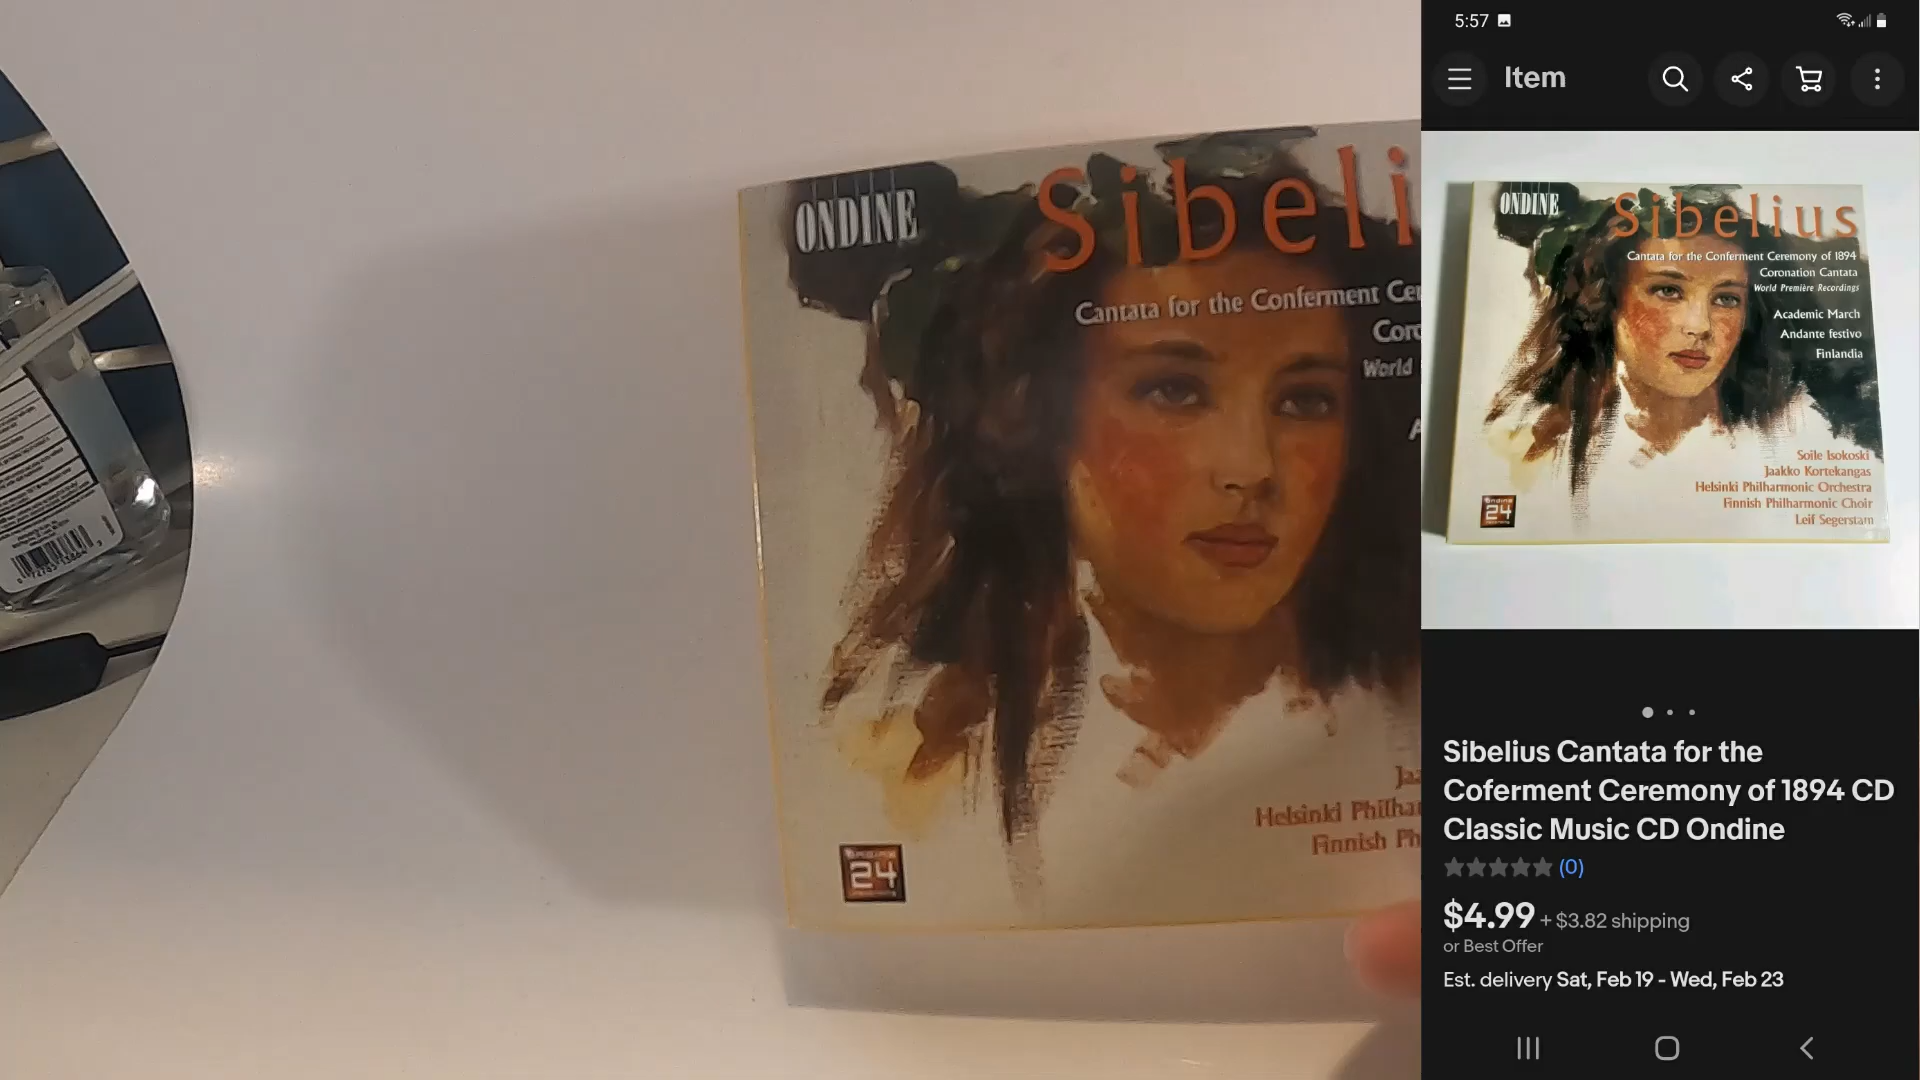 ONDINE
Sibeli
Cantata for the Conferment Cer
Coro
World
A
Jaa
Helsinki Philhar
Finnish Ph
24
5:57
Item
ONDINE
Sibelius
Cantata for the Conferment Ceremony of 1894
Coronation Cantata
World Première Recordings
Academic March
Andante festivo
Finlandia
Soile Isokoski
Jaakko Kortekangas
Helsinki Philharmonic Orchestra
Finnish Philharmonic Choir
Leif Segerstam
24
Sibelius Cantata for the
Coferment Ceremony of 1894 CD
Classic Music CD Ondine
(0)
$4.99 + $3.82 shipping
or Best Offer
Est. delivery Sat, Feb 19 - Wed, Feb 23